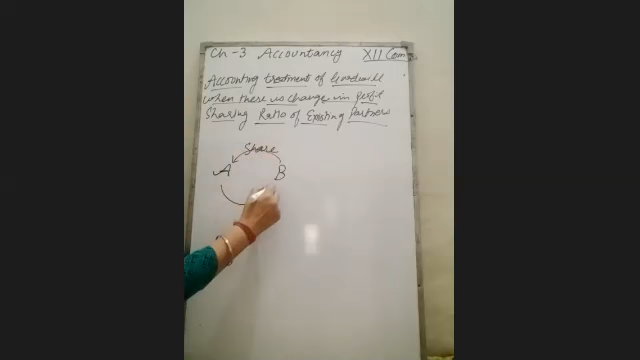 Ch-3 Accountancy XII Com
Accounting treatment of Goodwill
when there is change in profit
Sharing Ratio of Existing Partners
Share
A B